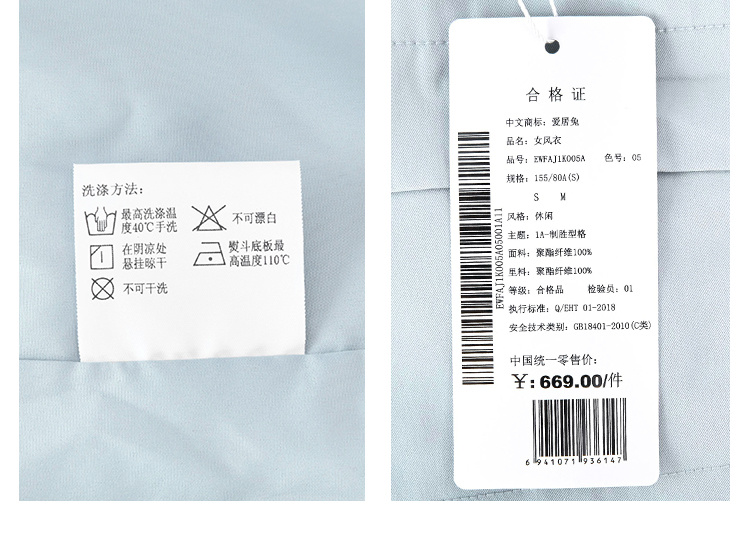 洗涤方法:
最高洗涤温
度40℃手洗
不可漂白
在阴凉处
悬挂晾干
熨斗底板最
高温度110℃
不可干洗
合格证
中文商标: 爱居兔
品名: 女风衣
品号: EWFAJ1K005A 色号: 05
规格: 155/80A(S)
S M
风格: 休闲
主题: 1A-制胜型格
面料: 聚酯纤维100%
里料: 聚酯纤维100%
等级: 合格品 检验员: 01
执行标准: Q/EHT 01-2018
安全技术类别: GB18401-2010(C类)
中国统一零售价:
¥: 669.00/件
6 941071 936147
EWFAJ1K005A05001A11